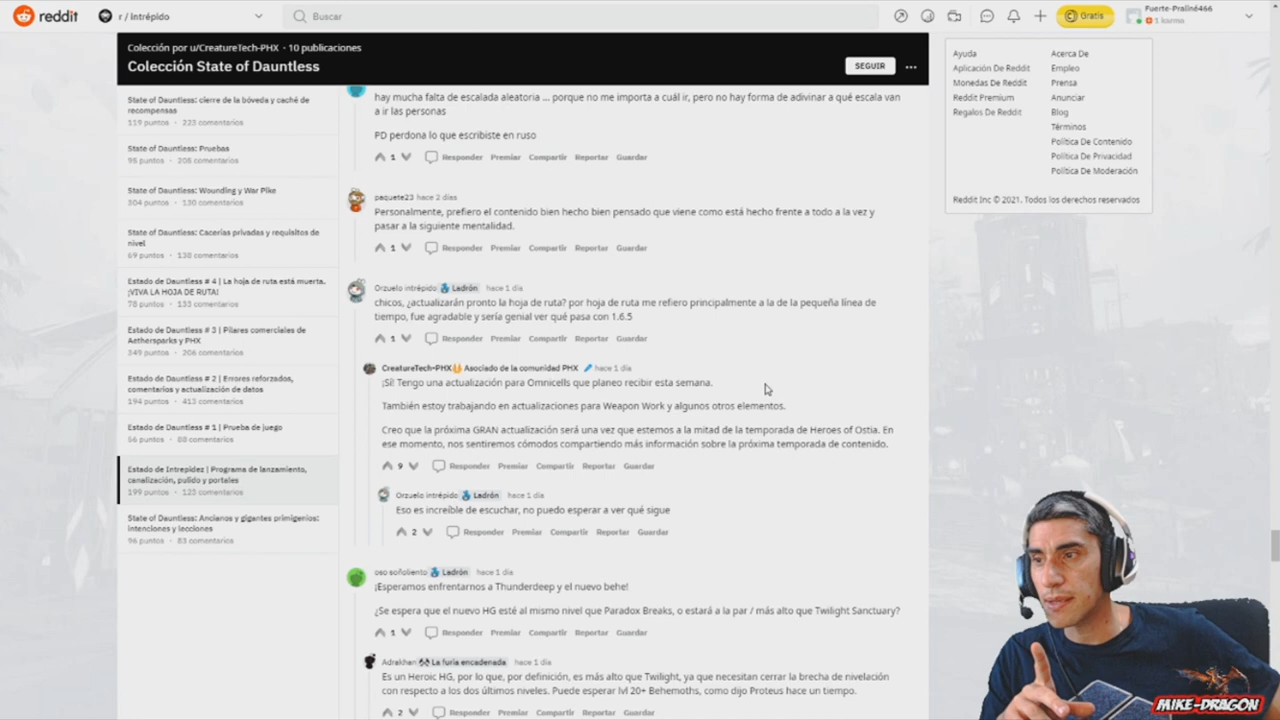 reddit
r / Intrépido
Buscar
Gratis
Fuerte-Praliné466
1 karma
Colección por u/CreatureTech-PHX · 10 publicaciones
Colección State of Dauntless
SEGUIR
State of Dauntless: cierre de la bóveda y caché de
recompensas
119 puntos · 223 comentarios
State of Dauntless: Pruebas
95 puntos · 208 comentarios
State of Dauntless: Wounding y War Pike
304 puntos · 130 comentarios
State of Dauntless: Cacerías privadas y requisitos de
nivel
69 puntos · 138 comentarios
Estado de Dauntless # 4 | La hoja de ruta está muerta.
¡VIVA LA HOJA DE RUTA!
78 puntos · 133 comentarios
Estado de Dauntless # 3 | Pilares comerciales de
Aethersparks y PHX
349 puntos · 206 comentarios
Estado de Dauntless # 2 | Errores reforzados,
comentarios y actualización de datos
194 puntos · 413 comentarios
Estado de Dauntless # 1 | Prueba de juego
56 puntos · 88 comentarios
Estado de Intrepidez | Programa de lanzamiento,
canalización, pulido y portales
199 puntos · 123 comentarios
State of Dauntless: Ancianos y gigantes primigenios:
intenciones y lecciones
96 puntos · 83 comentarios
hay mucha falta de escalada aleatoria ... porque no me importa a cuál ir, pero no hay forma de adivinar a qué escala van
a ir las personas
PD perdona lo que escribiste en ruso
1 Responder Premiar Compartir Reportar Guardar
paquete23 hace 2 días
Personalmente, prefiero el contenido bien hecho bien pensado que viene como está hecho frente a todo a la vez y
pasar a la siguiente mentalidad.
1 Responder Premiar Compartir Reportar Guardar
Orzuelo intrépido Ladrón hace 1 día
chicos, ¿actualizarán pronto la hoja de ruta? por hoja de ruta me refiero principalmente a la de la pequeña línea de
tiempo, fue agradable y sería genial ver qué pasa con 1.6.5
1 Responder Premiar Compartir Reportar Guardar
CreatureTech-PHX Asociado de la comunidad PHX hace 1 día
¡Sí! Tengo una actualización para Omnicells que planeo recibir esta semana.
También estoy trabajando en actualizaciones para Weapon Work y algunos otros elementos.
Creo que la próxima GRAN actualización será una vez que estemos a la mitad de la temporada de Heroes of Ostia. En
ese momento, nos sentiremos cómodos compartiendo más información sobre la próxima temporada de contenido.
9 Responder Premiar Compartir Reportar Guardar
Orzuelo intrépido Ladrón hace 1 día
Eso es increíble de escuchar, no puedo esperar a ver qué sigue
2 Responder Premiar Compartir Reportar Guardar
oso soñoliento Ladrón hace 1 día
¡Esperamos enfrentarnos a Thunderdeep y el nuevo behe!
¿Se espera que el nuevo HG esté al mismo nivel que Paradox Breaks, o estará a la par / más alto que Twilight Sanctuary?
1 Responder Premiar Compartir Reportar Guardar
Adrakhan La furia encadenada hace 1 día
Es un Heroic HG, por lo que, por definición, es más alto que Twilight, ya que necesitan cerrar la brecha de nivelación
con respecto a los dos últimos niveles. Puede esperar lvl 20+ Behemoths, como dijo Proteus hace un tiempo.
2 Responder Premiar Compartir Reportar Guardar
Ayuda
Aplicación De Reddit
Monedas De Reddit
Reddit Premium
Regalos De Reddit
Acerca De
Empleo
Prensa
Anunciar
Blog
Términos
Política De Contenido
Política De Privacidad
Política De Moderación
Reddit Inc © 2021. Todos los derechos reservados
MIKE-DRAGON